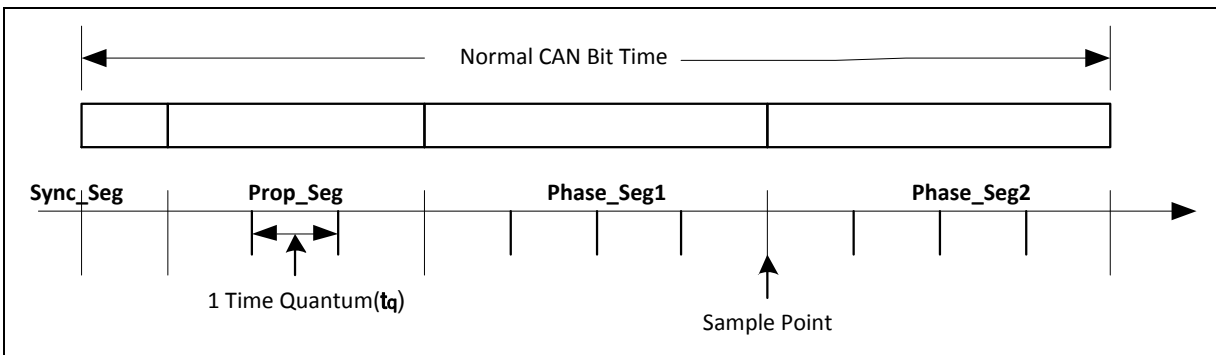 Normal CAN Bit Time
Sync_Seg Prop_Seg Phase_Seg1 Phase_Seg2
1 Time Quantum(tq)
Sample Point